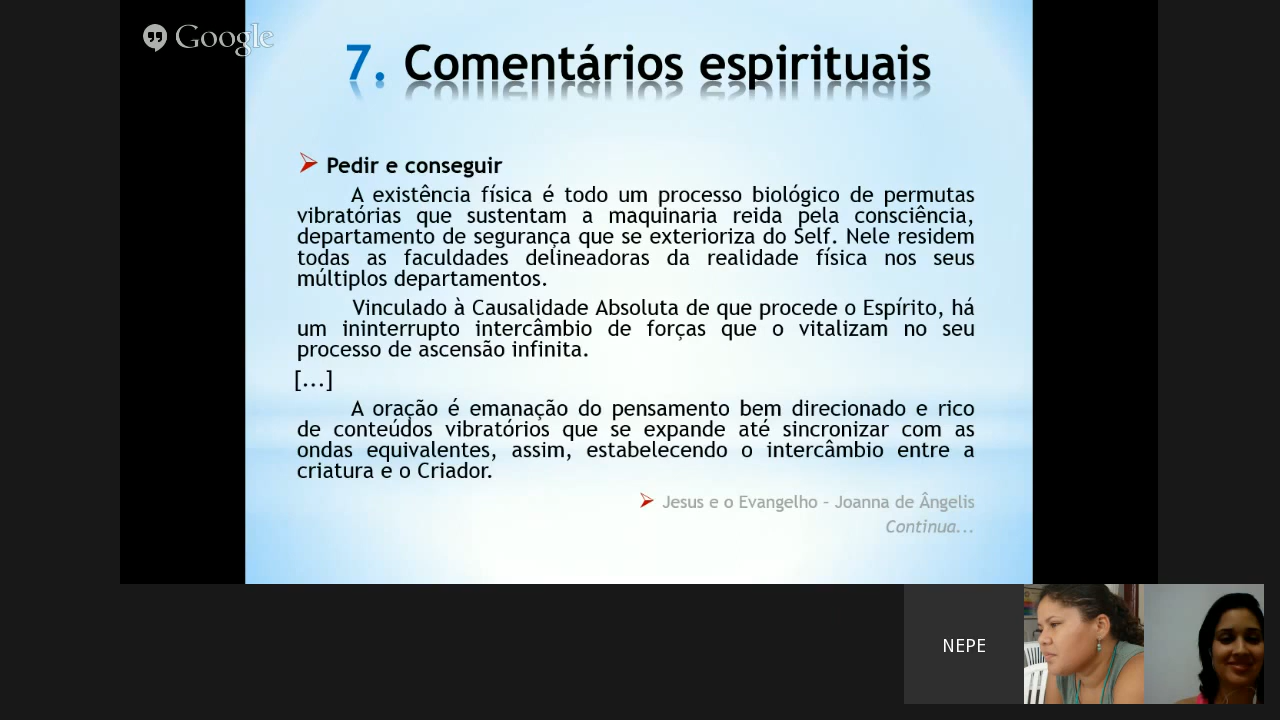 Google
7. Comentários espirituais
Pedir e conseguir
A existência física é todo um processo biológico de permutas
vibratórias que sustentam a maquinaria reida pela consciência,
departamento de segurança que se exterioriza do Self. Nele residem
todas as faculdades delineadoras da realidade física nos seus
múltiplos departamentos.
Vinculado à Causalidade Absoluta de que procede o Espírito, há
um ininterrupto intercâmbio de forças que o vitalizam no seu
processo de ascensão infinita.
[...]
A oração é emanação do pensamento bem direcionado e rico
de conteúdos vibratórios que se expande até sincronizar com as
ondas equivalentes, assim, estabelecendo o intercâmbio entre a
criatura e o Criador.
Jesus e o Evangelho – Joanna de Ângelis
Continua...
NEPE